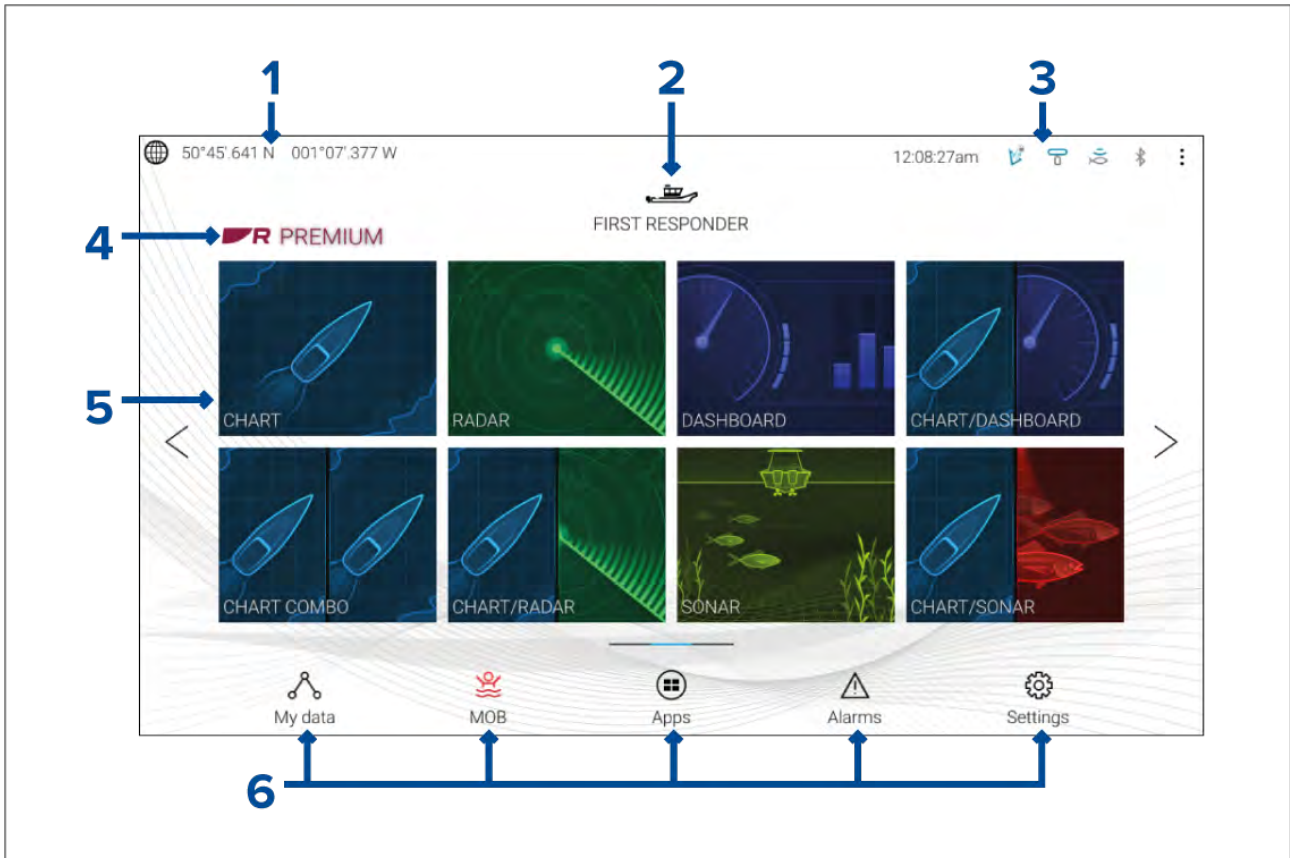 1 2 3
50°45'.641 N 001°07'.377 W 12:08:27am
FIRST RESPONDER
4 R PREMIUM
5
CHART RADAR DASHBOARD CHART/DASHBOARD
CHART COMBO CHART/RADAR SONAR CHART/SONAR
My data MOB Apps Alarms Settings
6